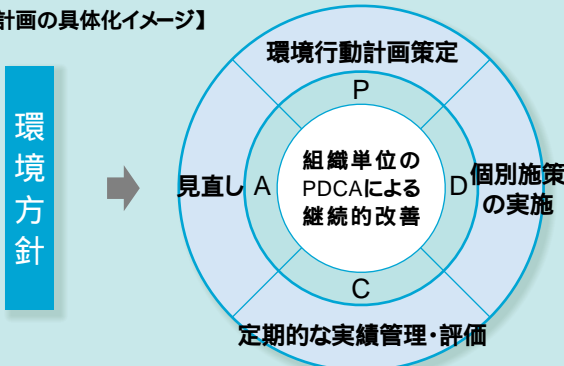 計画の具体化イメージ】
環境方針
環境行動計画策定
P
見直し
A
組織単位の
PDCAによる
継続的改善
D
個別施策
の実施
C
定期的な実績管理・評価